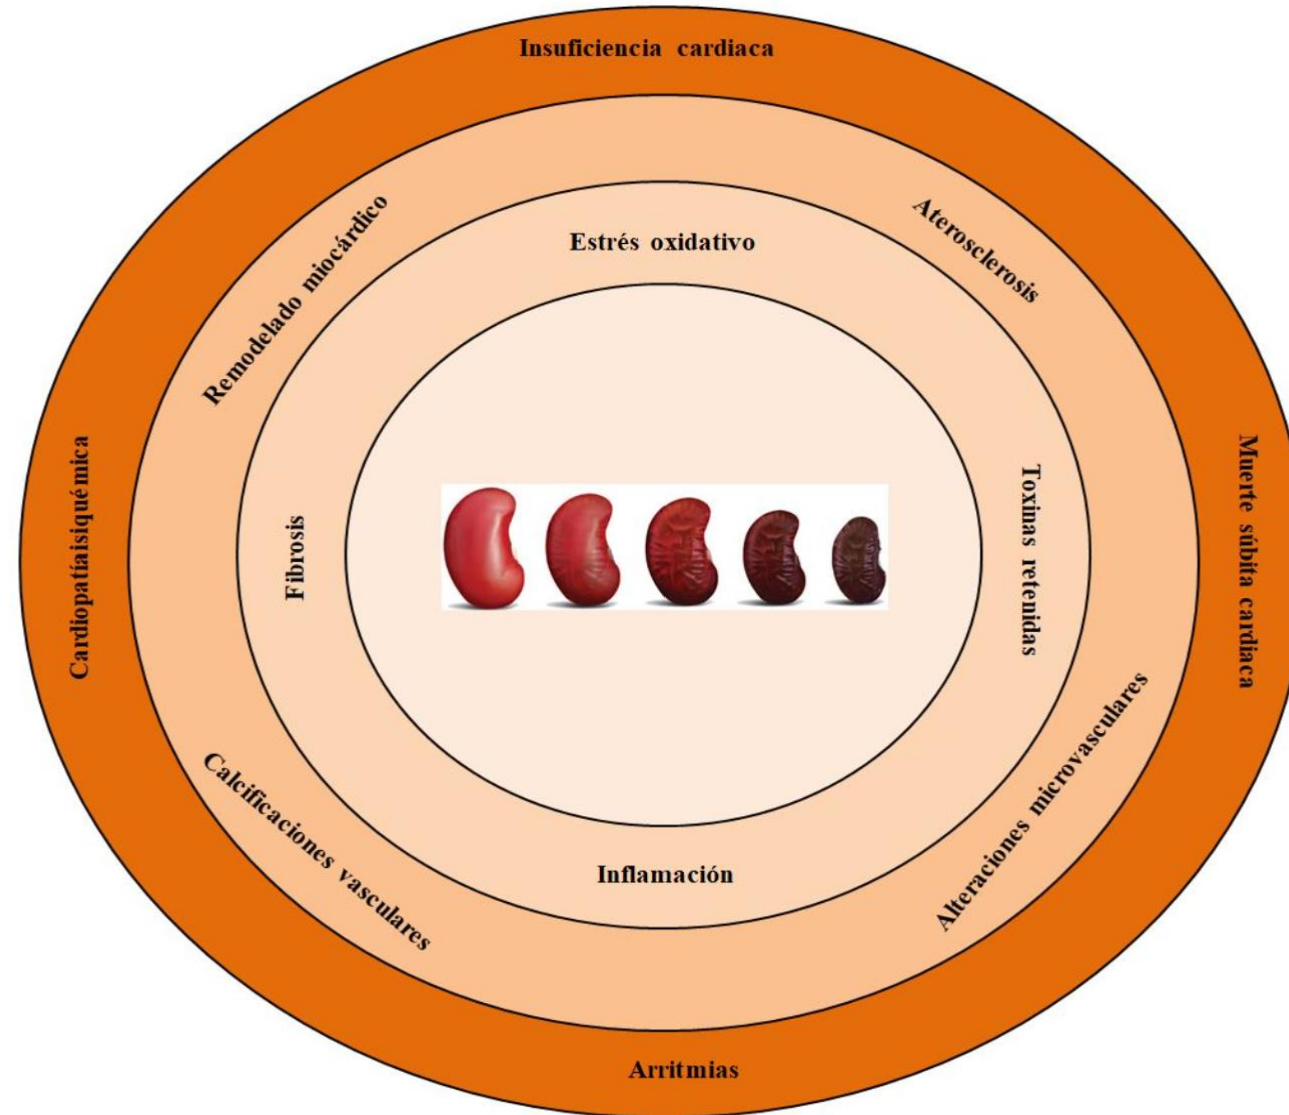 Insuficiencia cardiaca
Remodelado miocárdico
Aterosclerosis
Estrés oxidativo
Cardiopatíaisiquémica
Fibrosis
Toxinas retenidas
Muerte súbita cardiaca
Calcificaciones vasculares
Inflamación
Alteraciones microvasculares
Arritmias